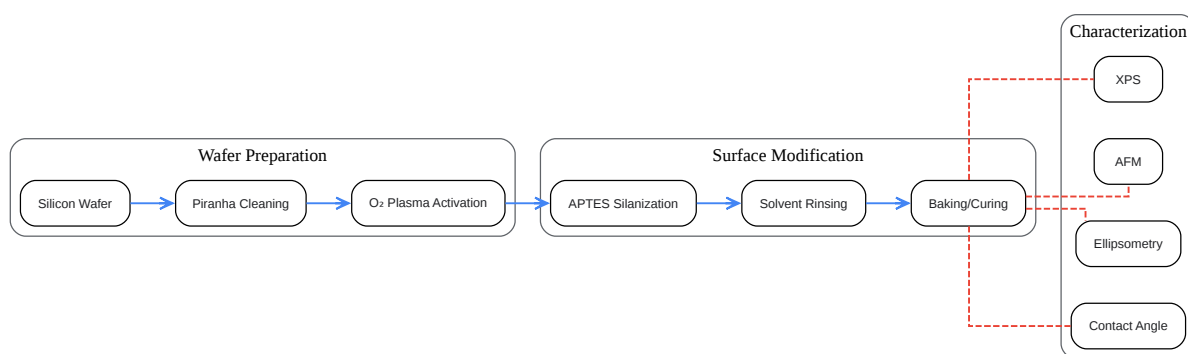 Wafer Preparation
Silicon Wafer
Piranha Cleaning
O₂ Plasma Activation
Surface Modification
APTES Silanization
Solvent Rinsing
Baking/Curing
Characterization
XPS
AFM
Ellipsometry
Contact Angle